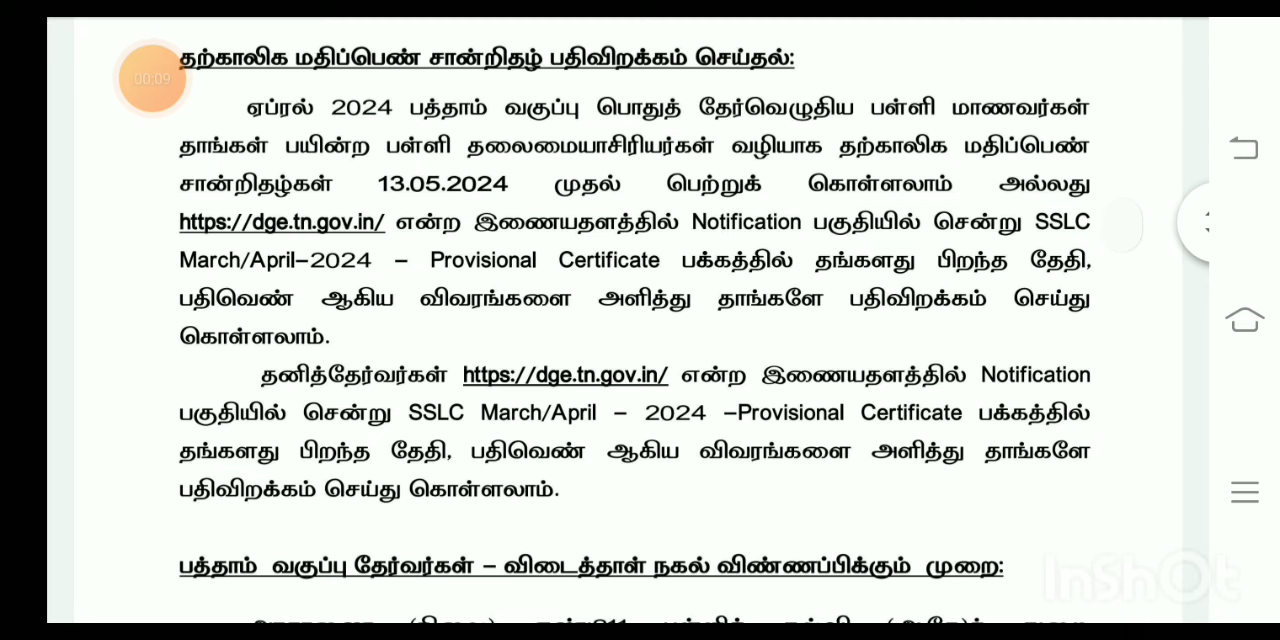 தற்காலிக மதிப்பெண் சான்றிதழ் பதிவிறக்கம் செய்தல்:
00:09
ஏப்ரல் 2024 பத்தாம் வகுப்பு பொதுத் தேர்வெழுதிய பள்ளி மாணவர்கள்
தாங்கள் பயின்ற பள்ளி தலைமையாசிரியர்கள் வழியாக தற்காலிக மதிப்பெண்
சான்றிதழ்கள் 13.05.2024 முதல் பெற்றுக் கொள்ளலாம் அல்லது
https://dge.tn.gov.in/ என்ற இணையதளத்தில் Notification பகுதியில் சென்று SSLC
March/April–2024 – Provisional Certificate பக்கத்தில் தங்களது பிறந்த தேதி,
பதிவெண் ஆகிய விவரங்களை அளித்து தாங்களே பதிவிறக்கம் செய்து
கொள்ளலாம்.
தனித்தேர்வர்கள் https://dge.tn.gov.in/ என்ற இணையதளத்தில் Notification
பகுதியில் சென்று SSLC March/April – 2024 –Provisional Certificate பக்கத்தில்
தங்களது பிறந்த தேதி, பதிவெண் ஆகிய விவரங்களை அளித்து தாங்களே
பதிவிறக்கம் செய்து கொள்ளலாம்.
பத்தாம் வகுப்பு தேர்வர்கள் – விடைத்தாள் நகல் விண்ணப்பிக்கும் முறை:
InShOt